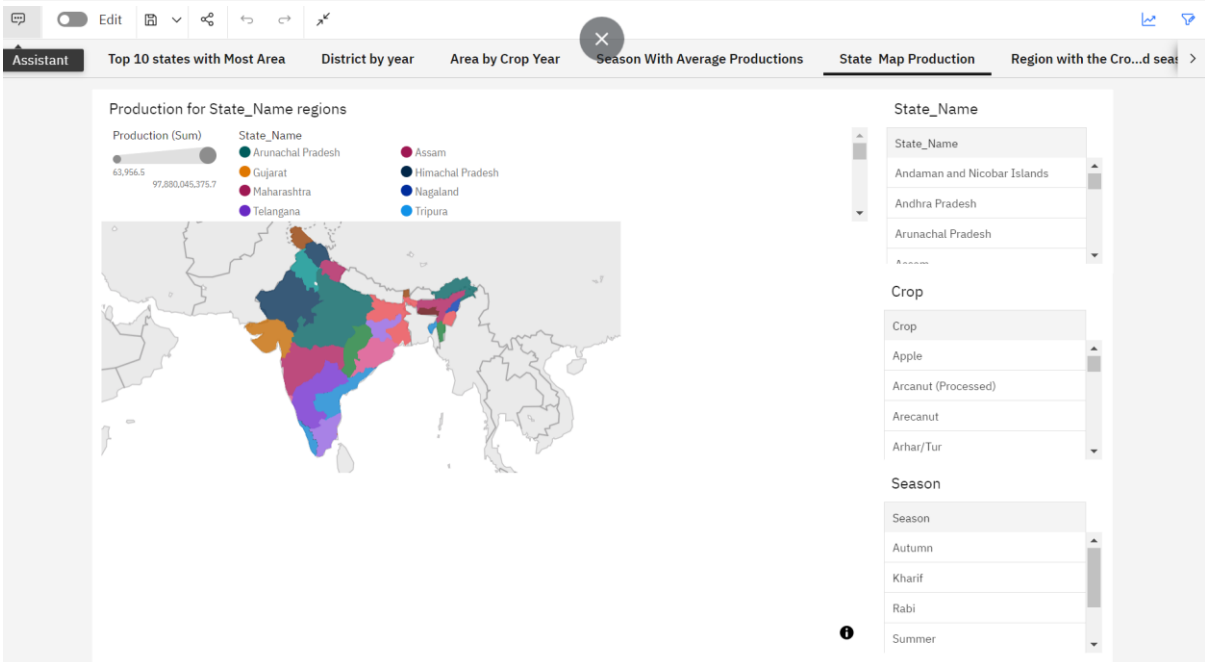 Edit
Assistant
Top 10 states with Most Area
District by year
Area by Crop Year
Season With Average Productions
State Map Production
Region with the Cro...d seas
Production for State_Name regions
Production (Sum)
63,956.5
97,880,045,375.7
State_Name
Arunachal Pradesh
Assam
Gujarat
Himachal Pradesh
Maharashtra
Nagaland
Telangana
Tripura
State_Name
State_Name
Andaman and Nicobar Islands
Andhra Pradesh
Arunachal Pradesh
Assam
Crop
Crop
Apple
Arcanut (Processed)
Arecanut
Arhar/Tur
Season
Season
Autumn
Kharif
Rabi
Summer